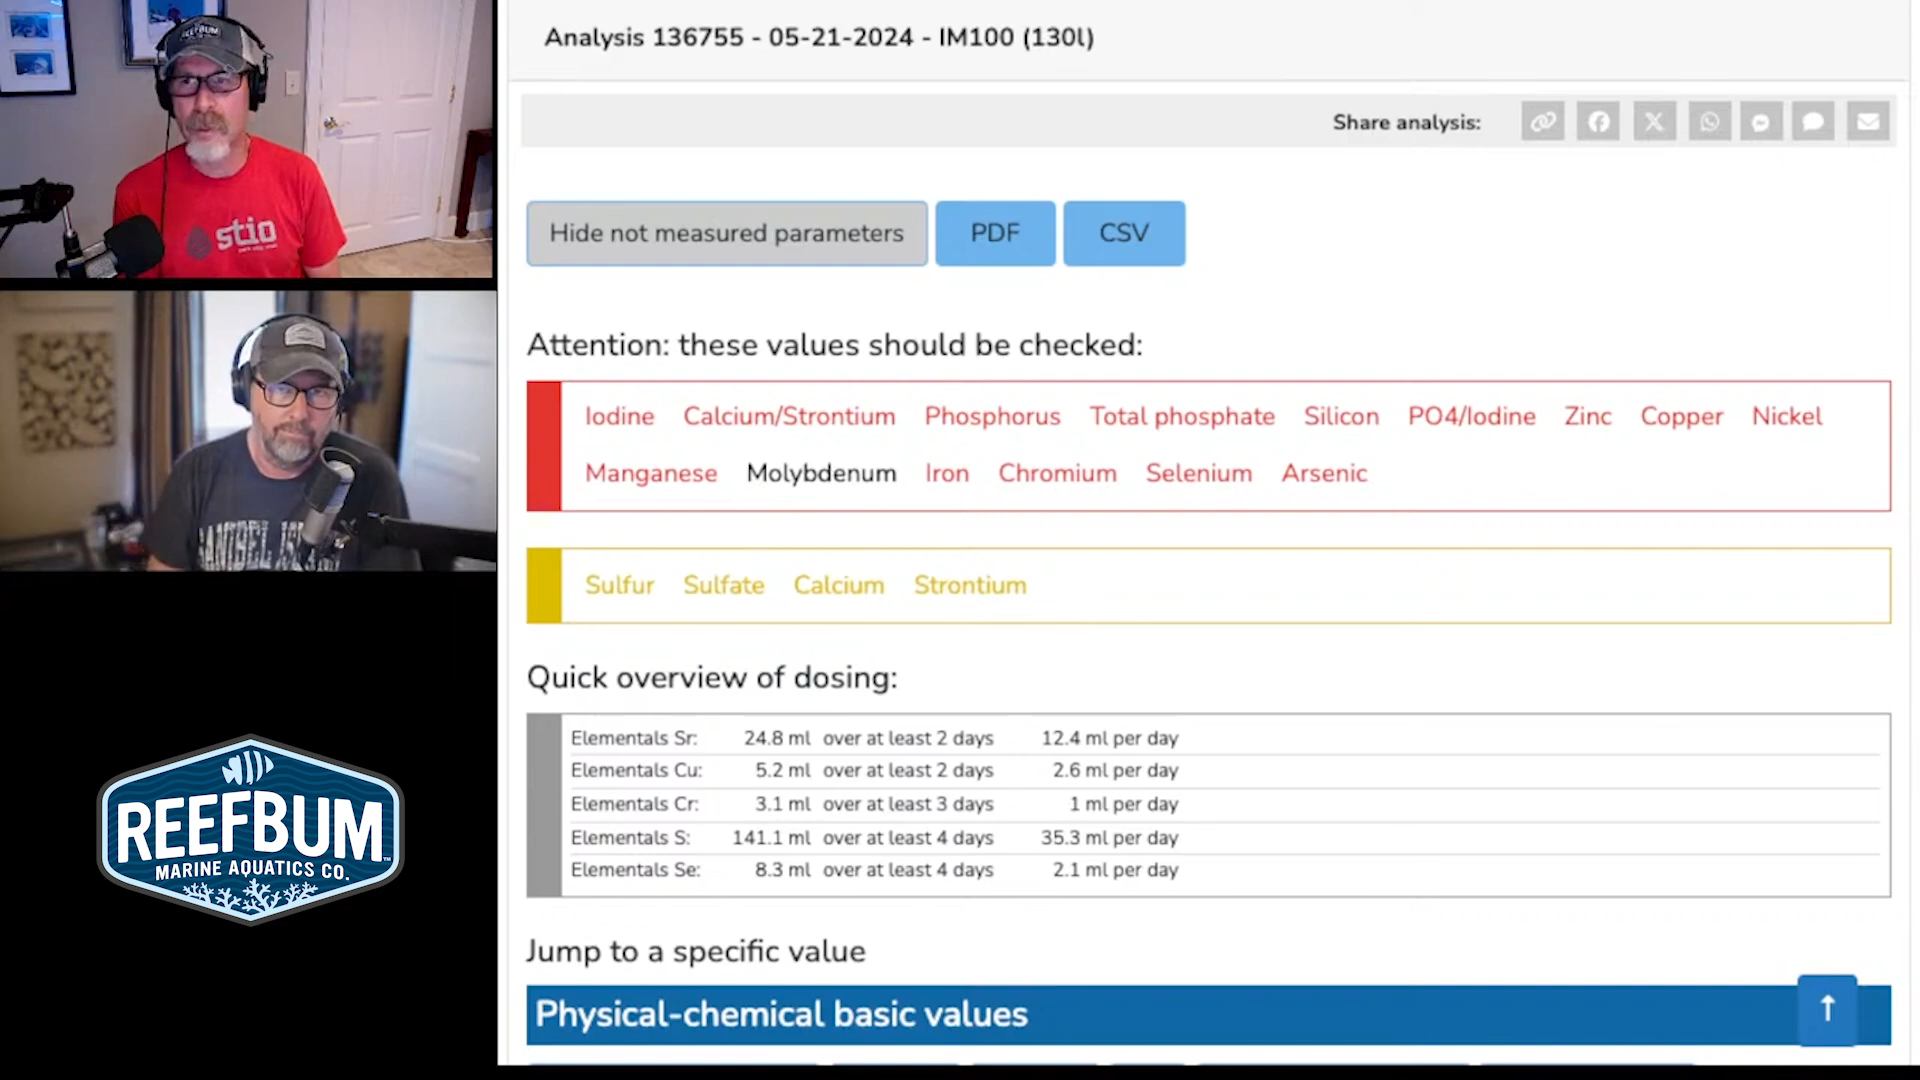 REEFBUM
stio
REEFBUM
MARINE AQUATICS CO.
Analysis 136755 - 05-21-2024 - IM100 (130l)
Share analysis:
Hide not measured parameters PDF CSV
Attention: these values should be checked:
Iodine Calcium/Strontium Phosphorus Total phosphate Silicon PO4/Iodine Zinc Copper Nickel
Manganese Molybdenum Iron Chromium Selenium Arsenic
Sulfur Sulfate Calcium Strontium
Quick overview of dosing:
Elementals Sr: 24.8 ml over at least 2 days 12.4 ml per day
Elementals Cu: 5.2 ml over at least 2 days 2.6 ml per day
Elementals Cr: 3.1 ml over at least 3 days 1 ml per day
Elementals S: 141.1 ml over at least 4 days 35.3 ml per day
Elementals Se: 8.3 ml over at least 4 days 2.1 ml per day
Jump to a specific value
Physical-chemical basic values